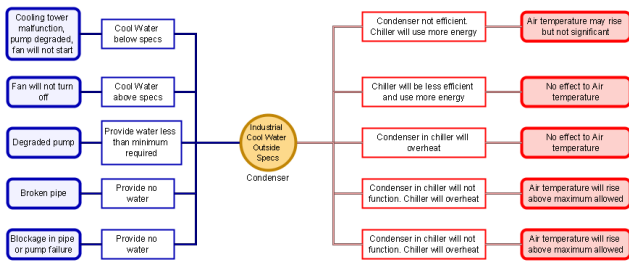 Cooling tower
malfunction,
pump degraded,
fan will not start
Cool Water
below specs
Fan will not turn
off
Cool Water
above specs
Degraded pump
Provide water less
than minimum
required
Broken pipe
Provide no
water
Blockage in pipe
or pump failure
Provide no
water
Industrial
Cool Water
Outside
Specs
Condenser
Condenser not efficient.
Chiller will use more energy
Air temperature may rise
but not significant
Chiller will be less efficient
and use more energy
No effect to Air
temperature
Condenser in chiller will
overheat
No effect to Air
temperature
Condenser in chiller will not
function. Chiller will overheat
Air temperature will rise
above maximum allowed
Condenser in chiller will not
function. Chiller will overheat
Air temperature will rise
above maximum allowed